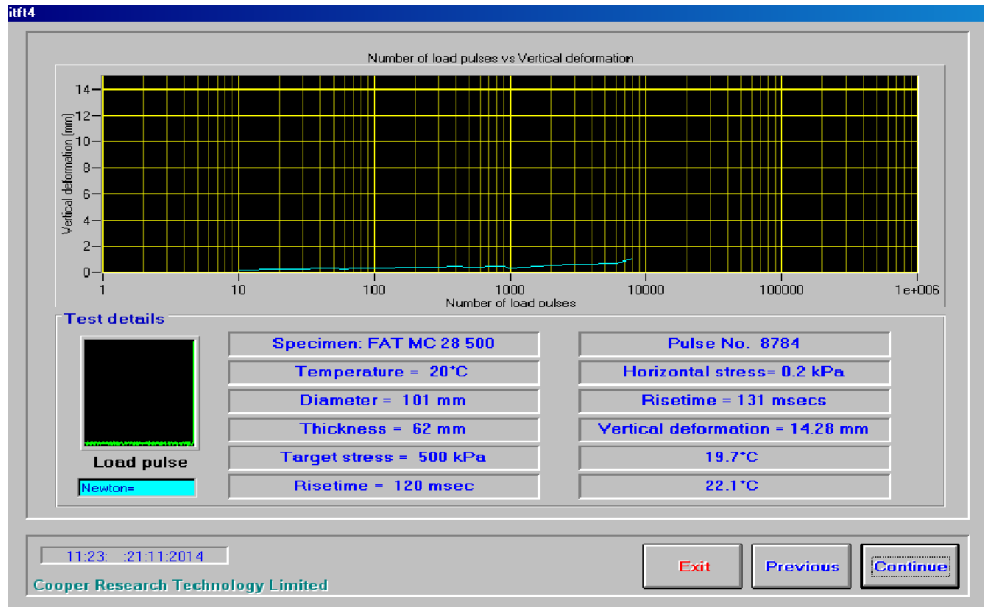 itft4
Number of load pulses vs Vertical deformation
Vertical deformation (mm)
14
12
10
8
6
4
2
0
1 10 100 1000 10000 100000 1e+006
Number of load pulses
Test details
Load pulse
Newton=
Specimen: FAT MC 28 500
Temperature = 20°C
Diameter = 101 mm
Thickness = 62 mm
Target stress = 500 kPa
Risetime = 120 msec
Pulse No. 8784
Horizontal stress= 0.2 kPa
Risetime = 131 msecs
Vertical deformation = 14.28 mm
19.7°C
22.1°C
11:23: :21:11:2014
Cooper Research Technology Limited
Exit
Previous
Continue